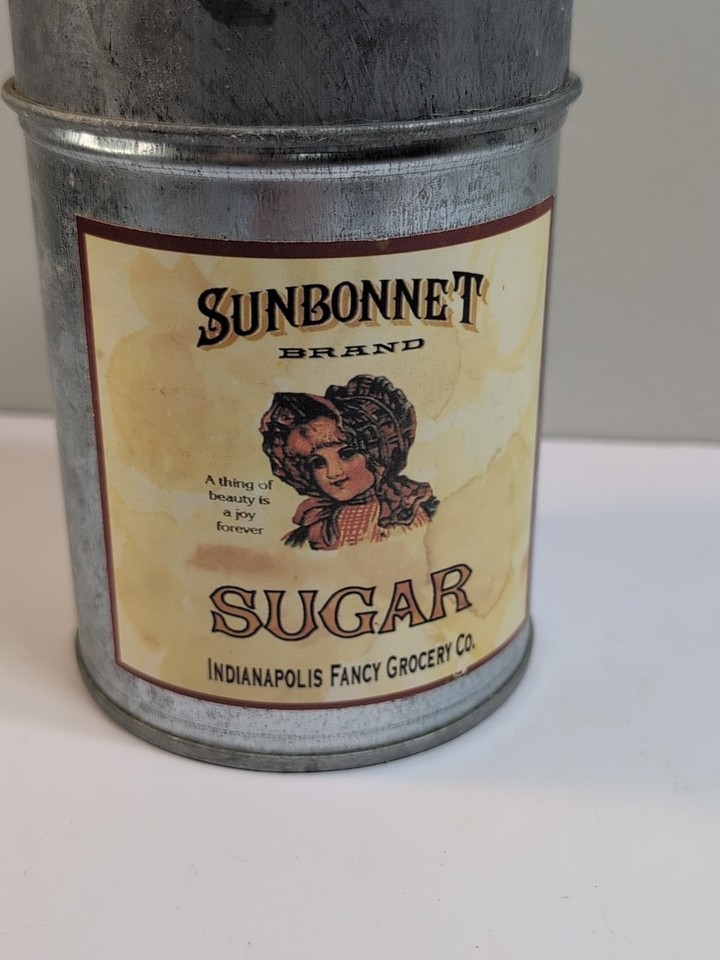 SUNBONNET
BRAND
A thing of
beauty is
a joy
forever
SUGAR
INDIANAPOLIS FANCY GROCERY CO.